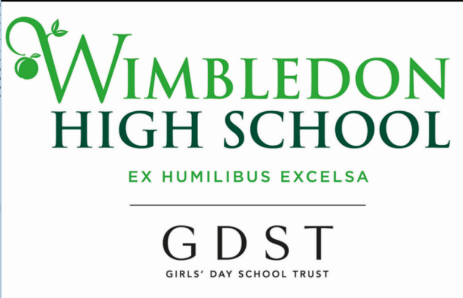 WIMBLEDON
HIGH SCHOOL
EX HUMILIBUS EXCELSA
GDST
GIRLS' DAY SCHOOL TRUST